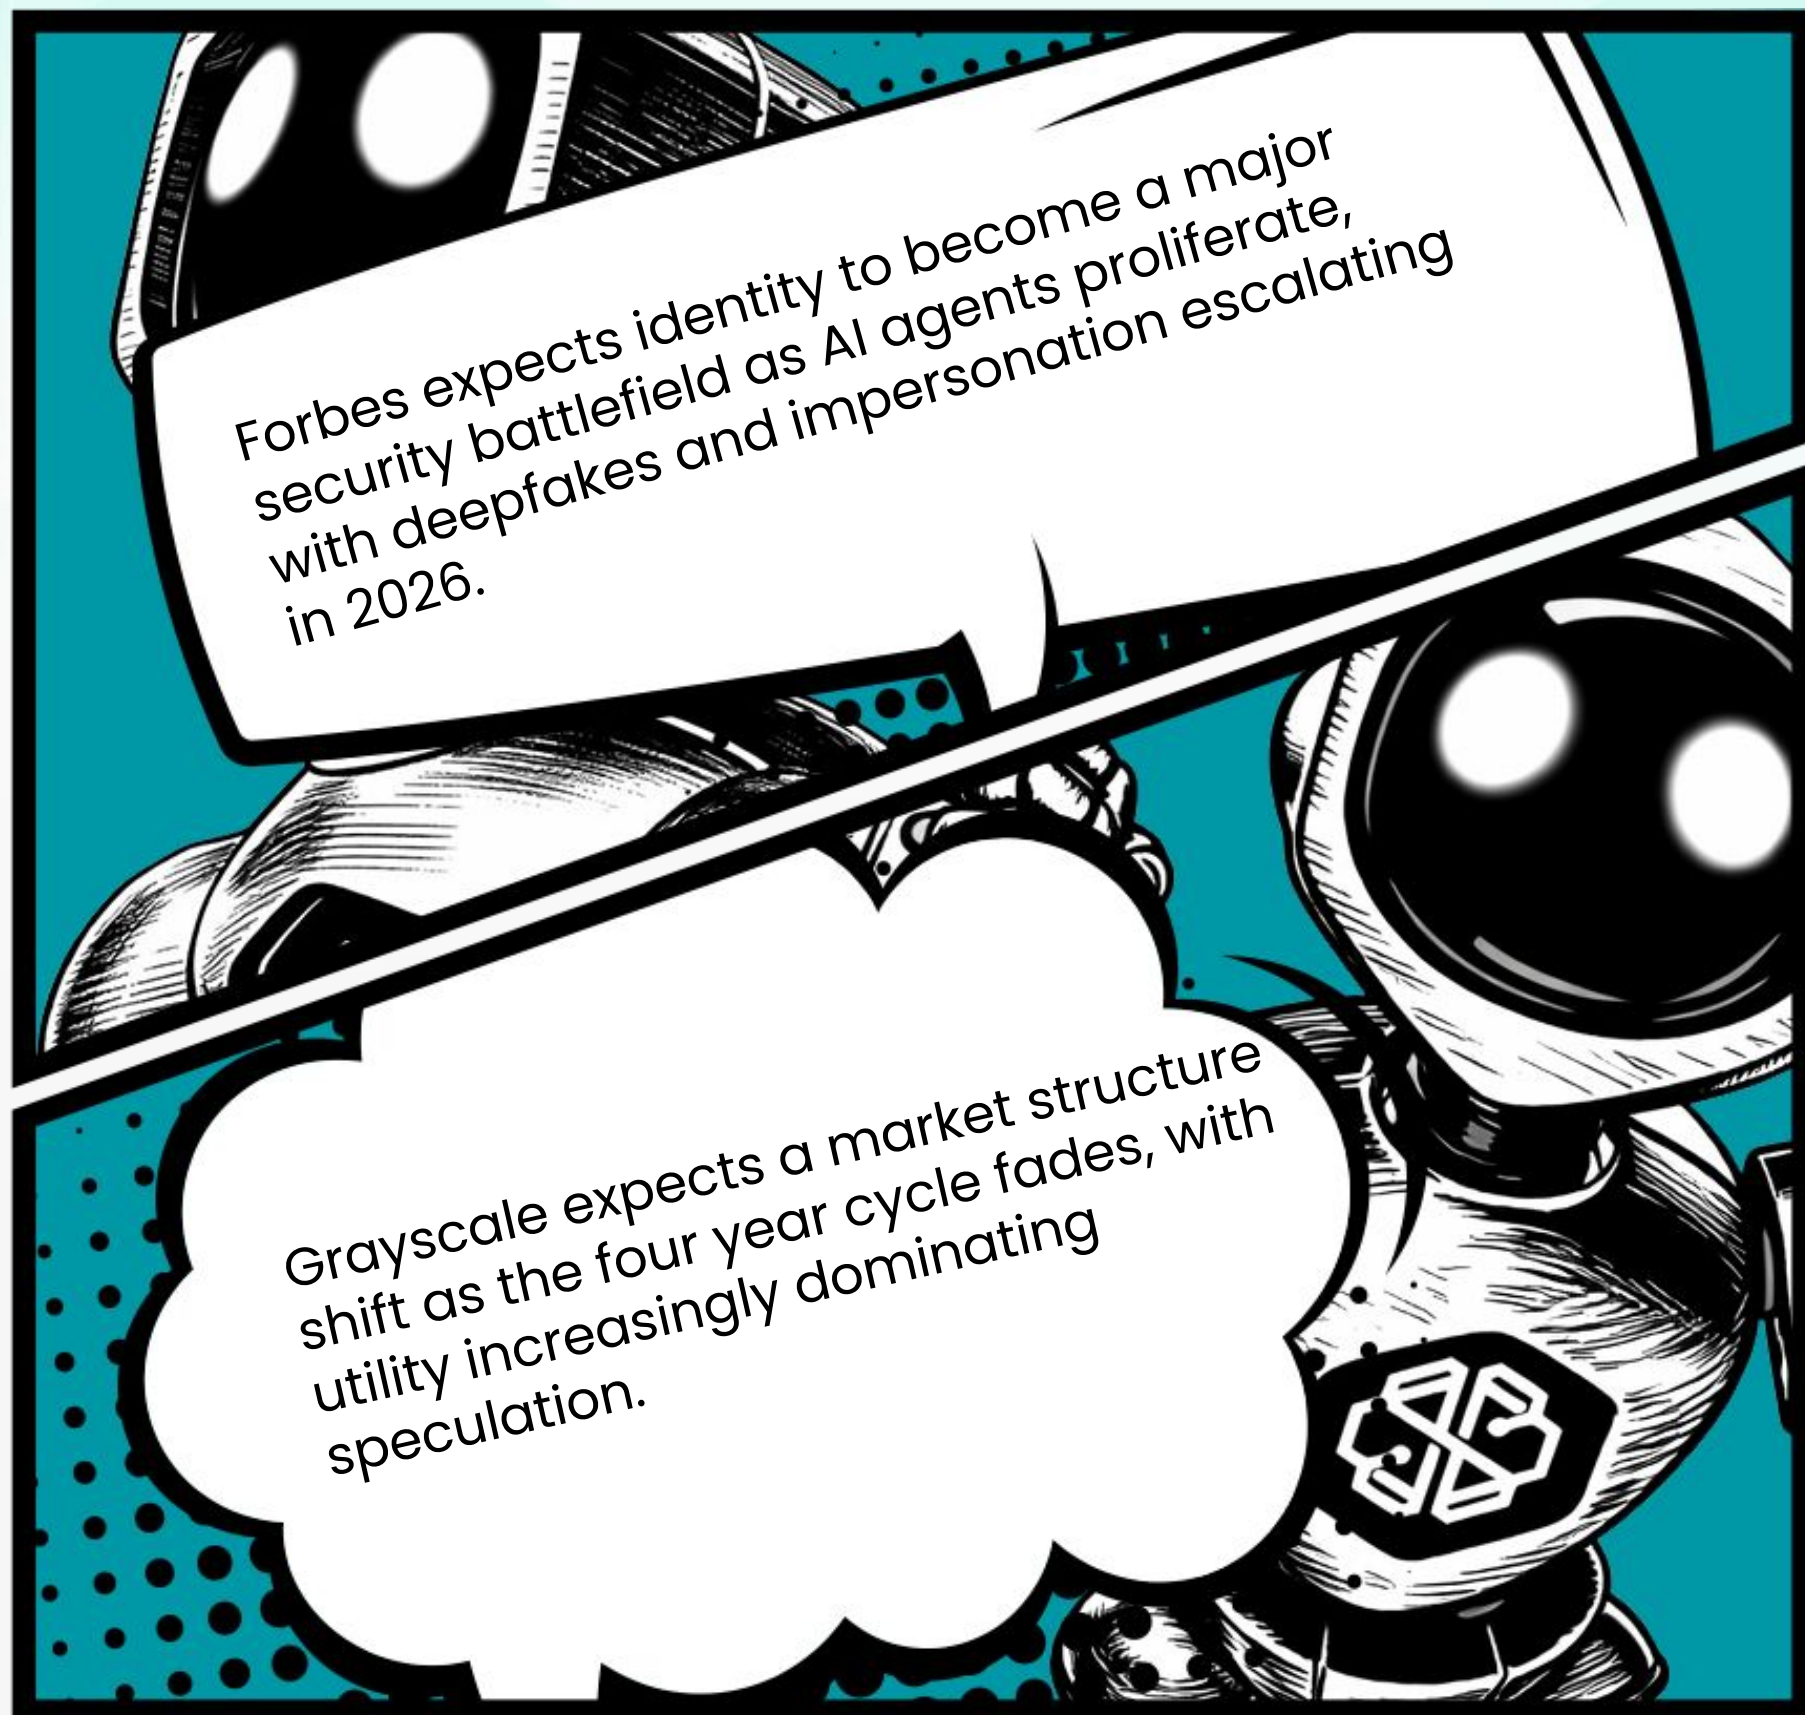 Forbes expects identity to become a major
security battlefield as AI agents proliferate,
with deepfakes and impersonation escalating
in 2026.
Grayscale expects a market structure
shift as the four year cycle fades, with
utility increasingly dominating
speculation.